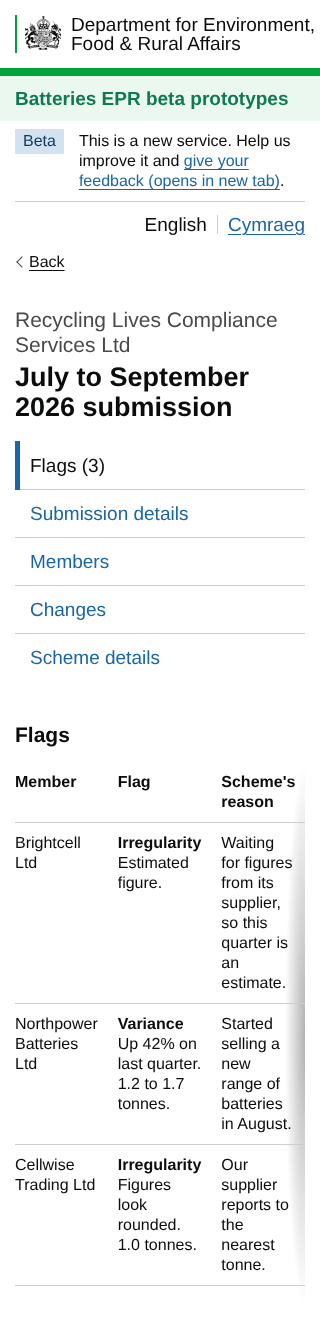 Department for Environment,
Food & Rural Affairs
Batteries EPR beta prototypes
Beta
This is a new service. Help us
improve it and give your
feedback (opens in new tab).
English
Cymraeg
Back
Recycling Lives Compliance
Services Ltd
July to September
2026 submission
Flags (3)
Submission details
Members
Changes
Scheme details
Flags
Member
Flag
Scheme's
reason
Brightcell
Ltd
Irregularity
Estimated
figure.
Waiting
for figures
from its
supplier,
so this
quarter is
an
estimate.
Northpower
Batteries
Ltd
Variance
Up 42% on
last quarter.
1.2 to 1.7
tonnes.
Started
selling a
new
range of
batteries
in August.
Cellwise
Trading Ltd
Irregularity
Figures
look
rounded.
1.0 tonnes.
Our
supplier
reports to
the
nearest
tonne.